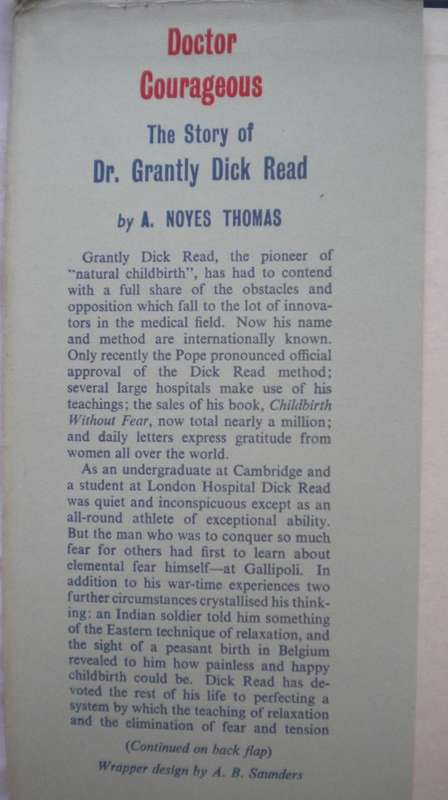 Doctor
Courageous
The Story of
Dr. Grantly Dick Read
by A. NOYES THOMAS
Grantly Dick Read, the pioneer of
"natural childbirth", has had to contend
with a full share of the obstacles and
opposition which fall to the lot of innova-
tors in the medical field. Now his name
and method are internationally known.
Only recently the Pope pronounced official
approval of the Dick Read method;
several large hospitals make use of his
teachings; the sales of his book, Childbirth
Without Fear, now total nearly a million;
and daily letters express gratitude from
women all over the world.
As an undergraduate at Cambridge and
a student at London Hospital Dick Read
was quiet and inconspicuous except as an
all-round athlete of exceptional ability.
But the man who was to conquer so much
fear for others had first to learn about
elemental fear himself—at Gallipoli. In
addition to his war-time experiences two
further circumstances crystallised his think-
ing: an Indian soldier told him something
of the Eastern technique of relaxation, and
the sight of a peasant birth in Belgium
revealed to him how painless and happy
childbirth could be. Dick Read has de-
voted the rest of his life to perfecting a
system by which the teaching of relaxation
and the elimination of fear and tension
(Continued on back flap)
Wrapper design by A. B. Saunders